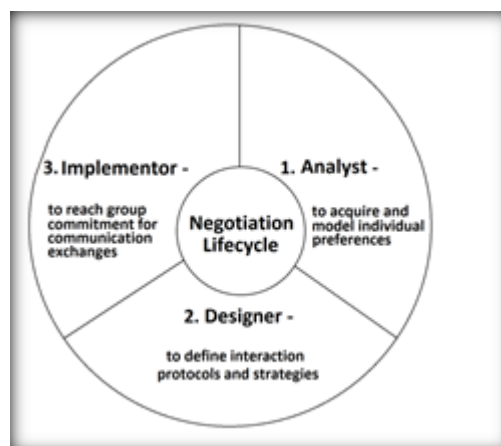 Negotiation
Lifecycle
1. Analyst -
to acquire and
model individual
preferences
2. Designer -
to define interaction
protocols and strategies
3. Implementor -
to reach group
commitment for
communication
exchanges